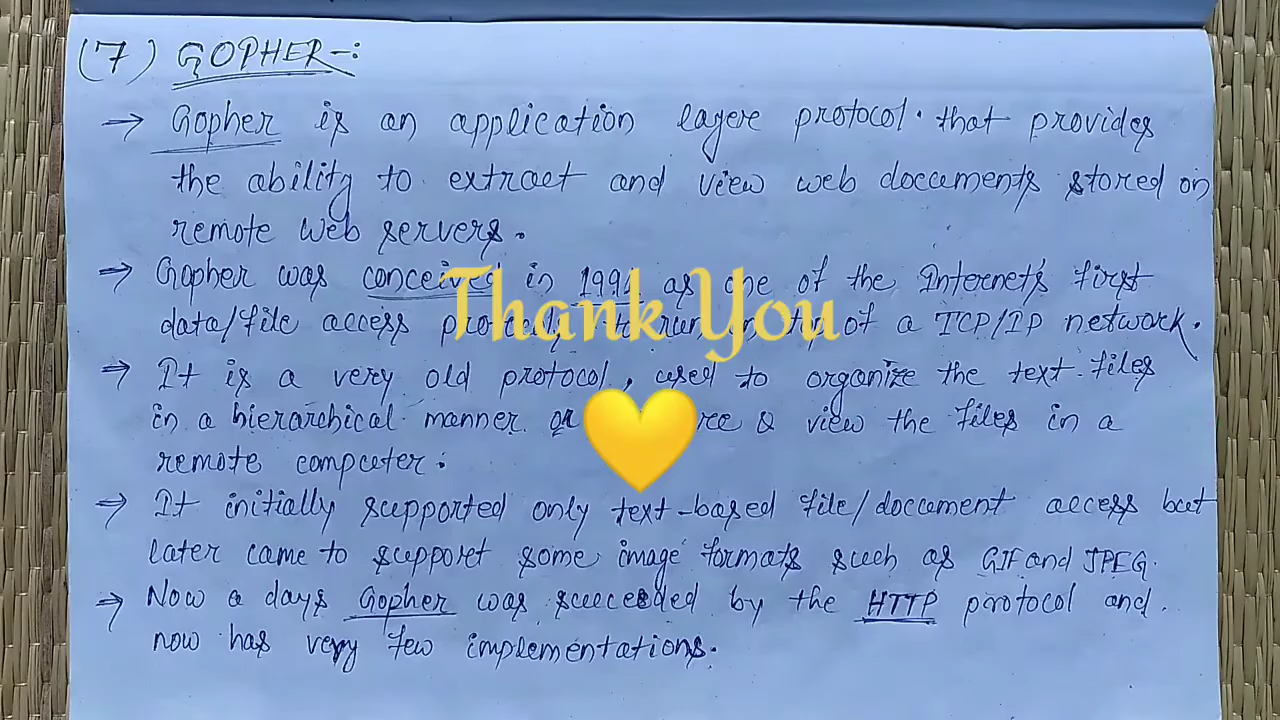 (7) GOPHER-:
→ Gopher is an application layer protocol. that provides
the ability to extract and view web documents stored on
remote web servers.
→ Gopher was conceived in 1991 as one of the Internet's first
data/file access to run on top of a TCP/IP network.
Thank You
→ It is a very old protocol, used to organize the text files
in a hierarchical manner & view the files in a
remote computer.
→ It initially supported only text-based file/document access but
later came to support some image formats such as GIF and JPEG.
→ Now a days Gopher was succeeded by the HTTP protocol and.
now has very few implementations.